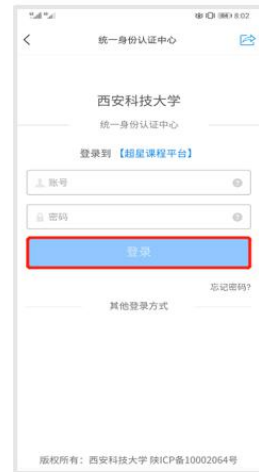 8:02
统一身份认证中心
西安科技大学
统一身份认证中心
登录到 【超星课程平台】
账号
密码
登录
忘记密码?
其他登录方式
版权所有：西安科技大学 陕ICP备10002064号